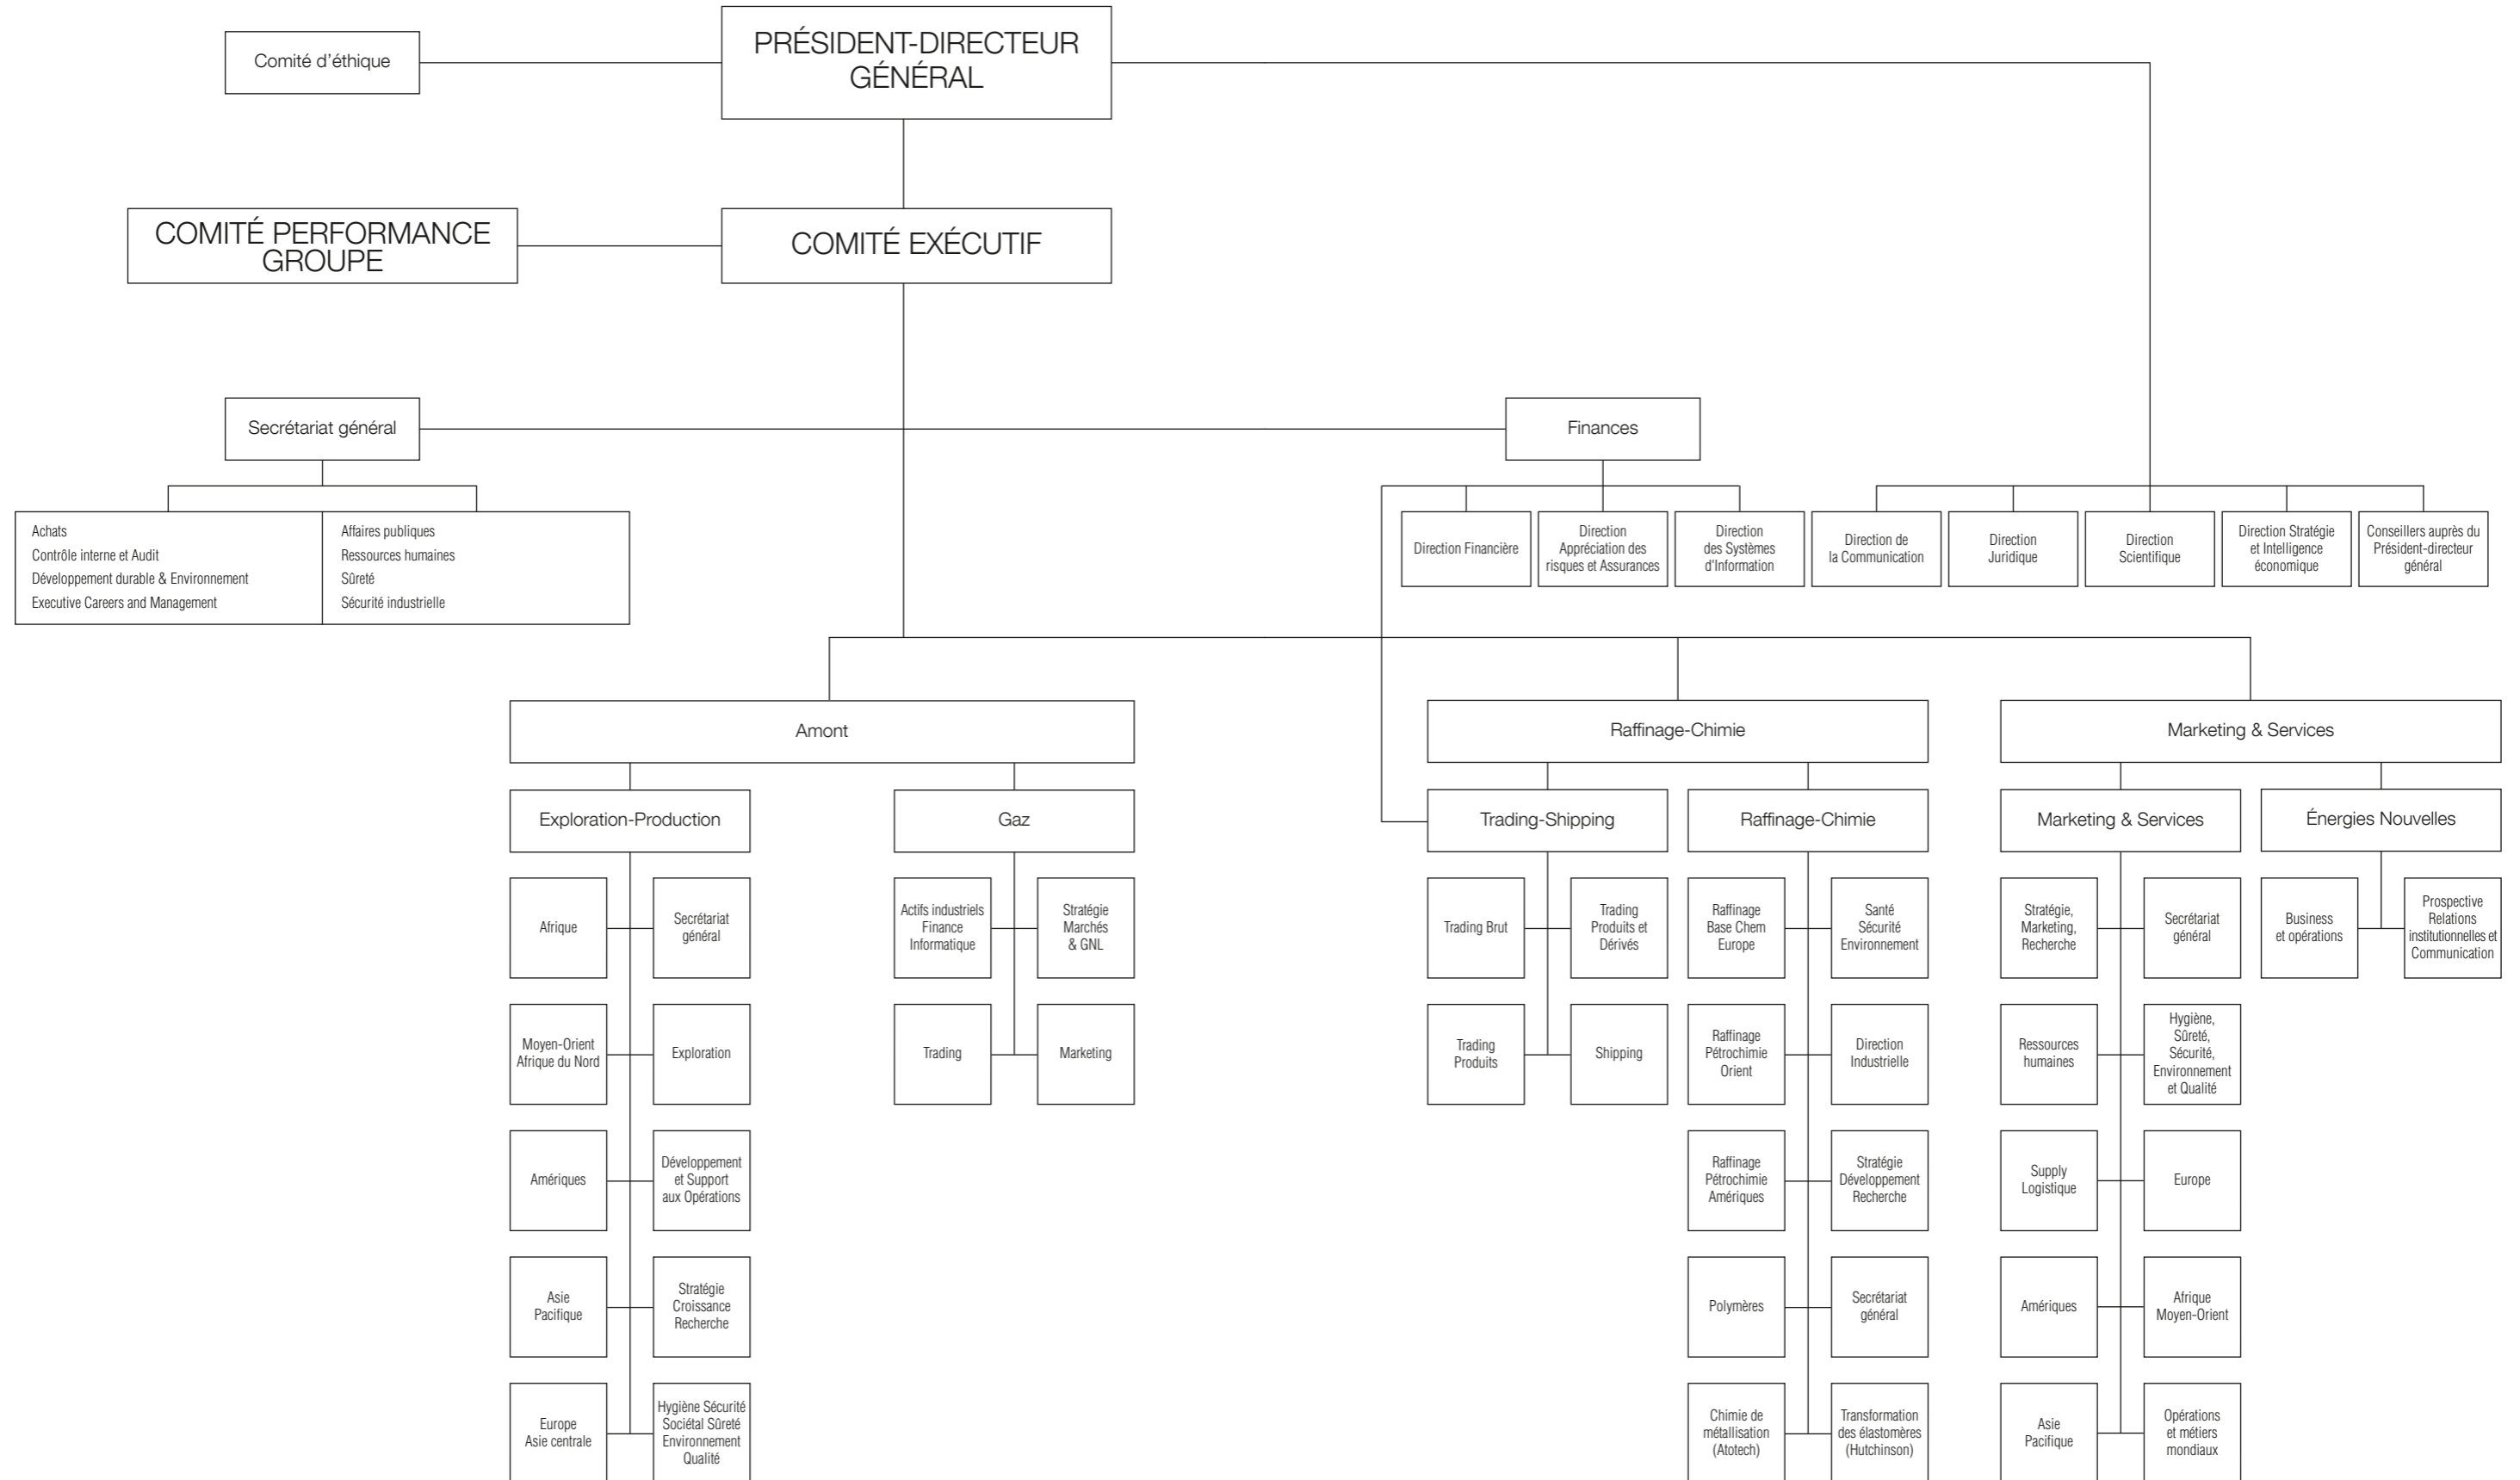 Comité d'éthique
PRÉSIDENT-DIRECTEUR
GÉNÉRAL
COMITÉ PERFORMANCE
GROUPE
COMITÉ EXÉCUTIF
Secrétariat général
Finances
Achats
Contrôle interne et Audit
Développement durable & Environnement
Executive Careers and Management
Affaires publiques
Ressources humaines
Sûreté
Sécurité industrielle
Direction Financière
Direction
Appréciation des
risques et Assurances
Direction
des Systèmes
d'Information
Direction de
la Communication
Direction
Juridique
Direction
Scientifique
Direction Stratégie
et Intelligence
économique
Conseillers auprès du
Président-directeur
général
Amont
Raffinage-Chimie
Marketing & Services
Exploration-Production
Gaz
Trading-Shipping
Raffinage-Chimie
Marketing & Services
Énergies Nouvelles
Afrique
Secrétariat
général
Actifs industriels
Finance
Informatique
Stratégie
Marchés
& GNL
Trading Brut
Trading
Produits et
Dérivés
Raffinage
Base Chem
Europe
Santé
Sécurité
Environnement
Stratégie,
Marketing,
Recherche
Secrétariat
général
Business
et opérations
Prospective
Relations
institutionnelles et
Communication
Moyen-Orient
Afrique du Nord
Exploration
Trading
Marketing
Trading
Produits
Shipping
Raffinage
Pétrochimie
Orient
Direction
Industrielle
Ressources
humaines
Hygiène,
Sûreté,
Sécurité,
Environnement
et Qualité
Amériques
Développement
et Support
aux Opérations
Raffinage
Pétrochimie
Amériques
Stratégie
Développement
Recherche
Supply
Logistique
Europe
Asie
Pacifique
Stratégie
Croissance
Recherche
Polymères
Secrétariat
général
Amériques
Afrique
Moyen-Orient
Europe
Asie centrale
Hygiène Sécurité
Sociétal Sûreté
Environnement
Qualité
Chimie de
métallisation
(Atotech)
Transformation
des élastomères
(Hutchinson)
Asie
Pacifique
Opérations
et métiers
mondiaux